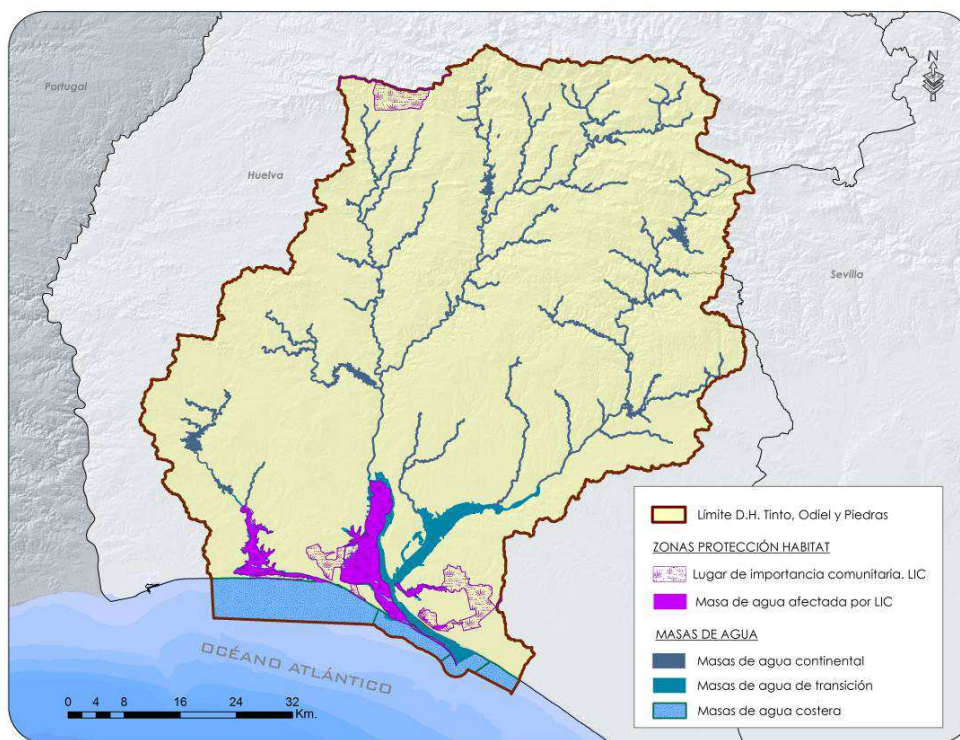 N
Portugal
Huelva
Sevilla
OCÉANO ATLÁNTICO
0 4 8 16 24 32
Km.
Límite D.H. Tinto, Odiel y Piedras
ZONAS PROTECCIÓN HABITAT
Lugar de importancia comunitaria. LIC
Masa de agua afectada por LIC
MASAS DE AGUA
Masas de agua continental
Masas de agua de transición
Masas de agua costera